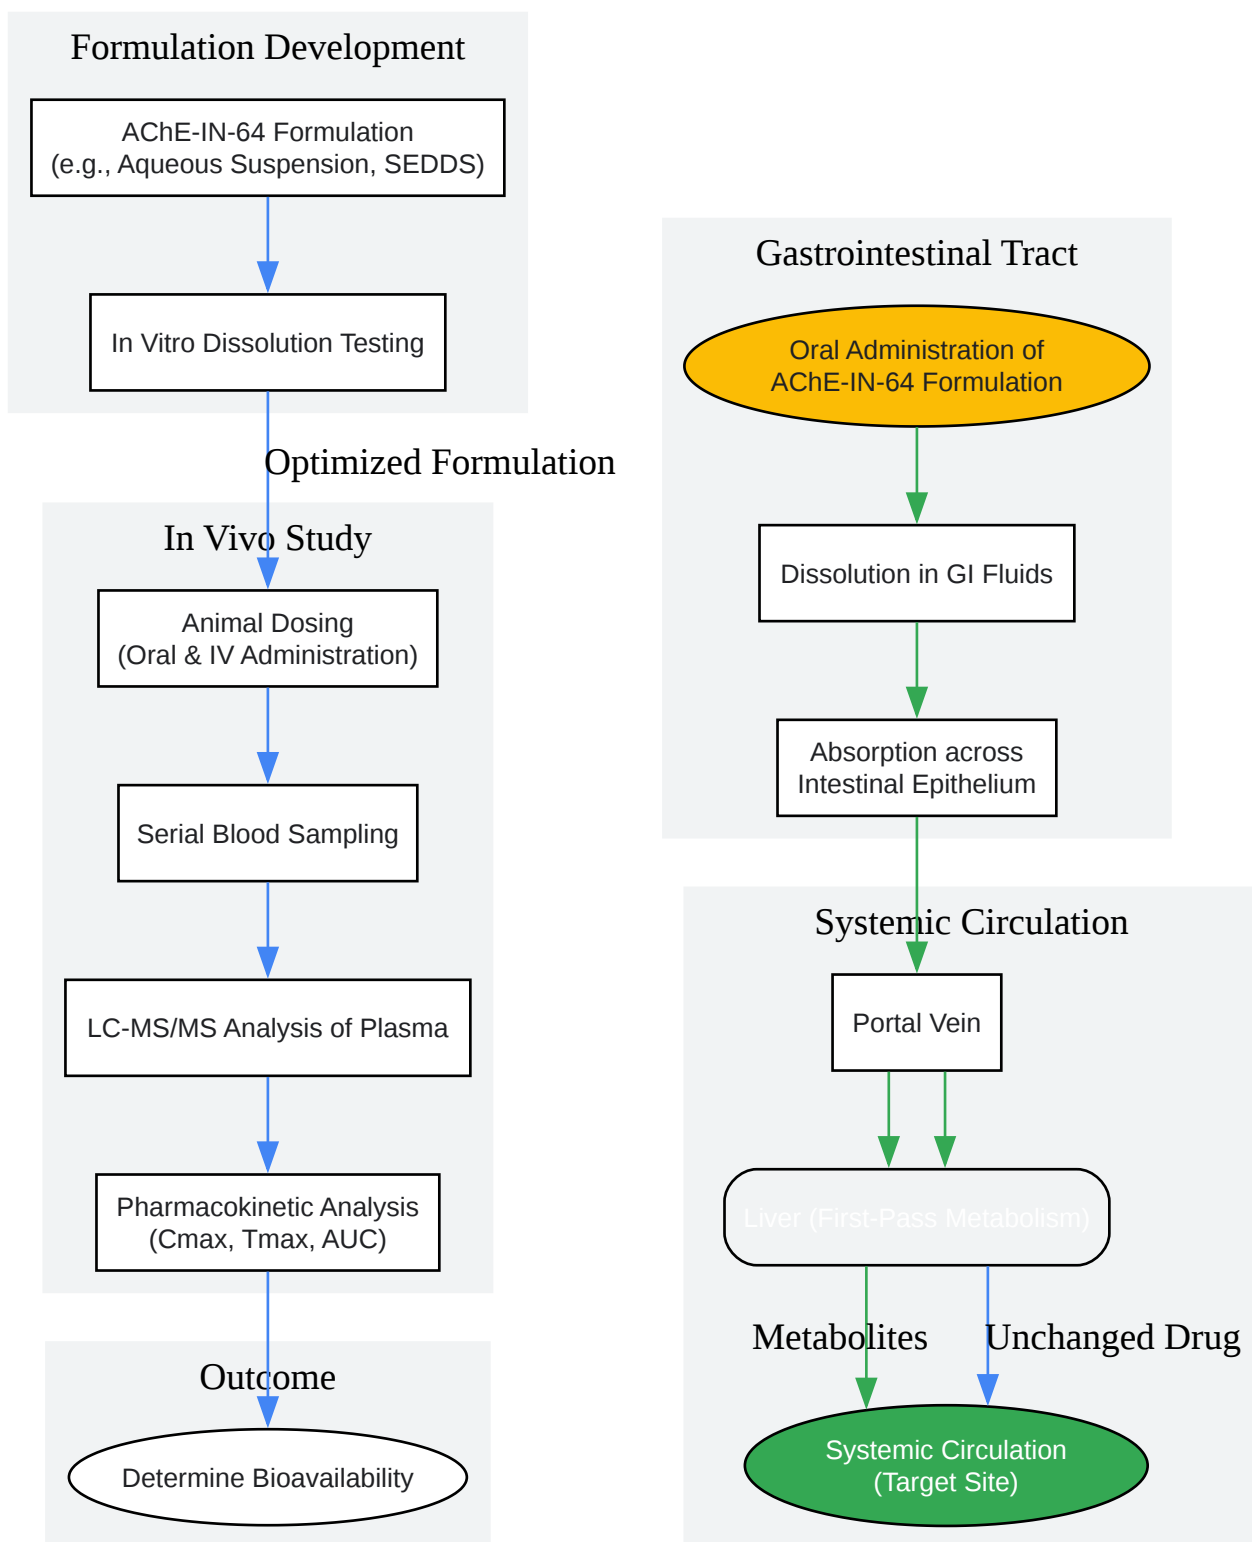 Formulation Development
AChE-IN-64 Formulation
(e.g., Aqueous Suspension, SEDDS)
In Vitro Dissolution Testing
Optimized Formulation
In Vivo Study
Animal Dosing
(Oral & IV Administration)
Serial Blood Sampling
LC-MS/MS Analysis of Plasma
Pharmacokinetic Analysis
(Cmax, Tmax, AUC)
Outcome
Determine Bioavailability
Gastrointestinal Tract
Oral Administration of
AChE-IN-64 Formulation
Dissolution in GI Fluids
Absorption across
Intestinal Epithelium
Systemic Circulation
Portal Vein
Liver (First-Pass Metabolism)
Metabolites
Unchanged Drug
Systemic Circulation
(Target Site)